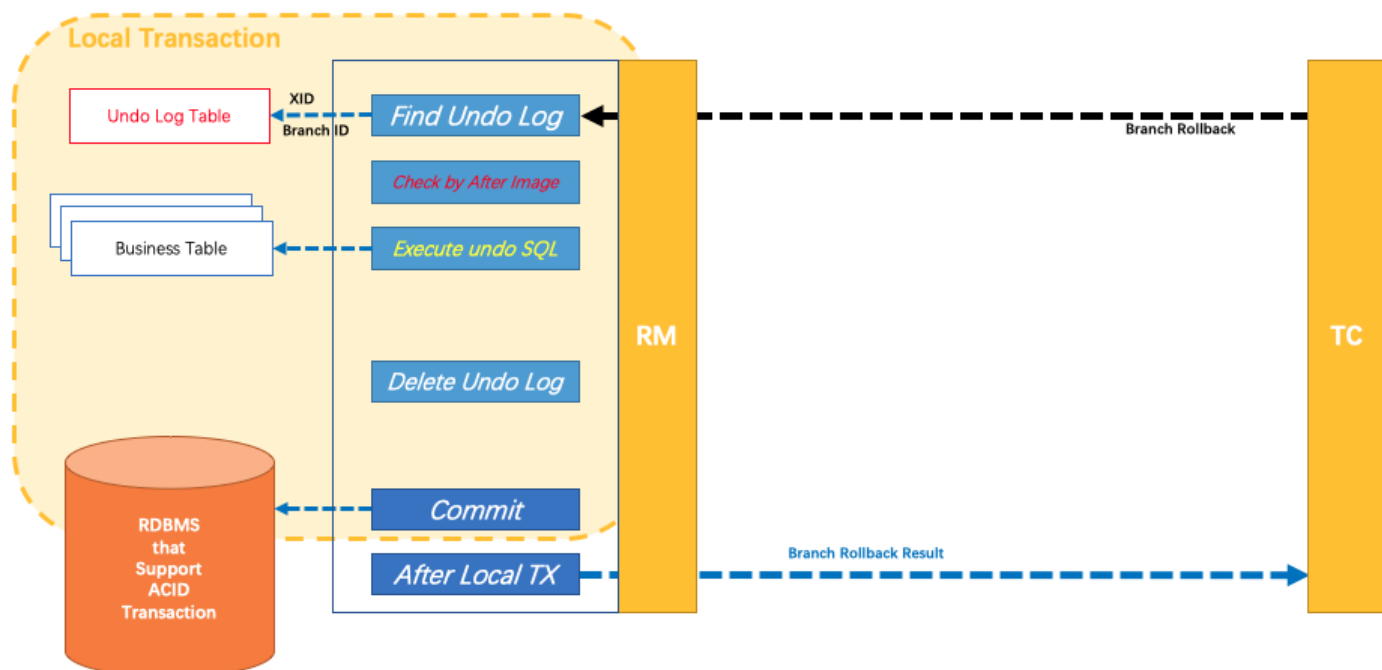 Local Transaction
Undo Log Table
XID
Branch ID
Find Undo Log
Branch Rollback
Check by After Image
Business Table
Execute undo SQL
RM
TC
Delete Undo Log
Commit
RDBMS
that
Support
ACID
Transaction
After Local TX
Branch Rollback Result